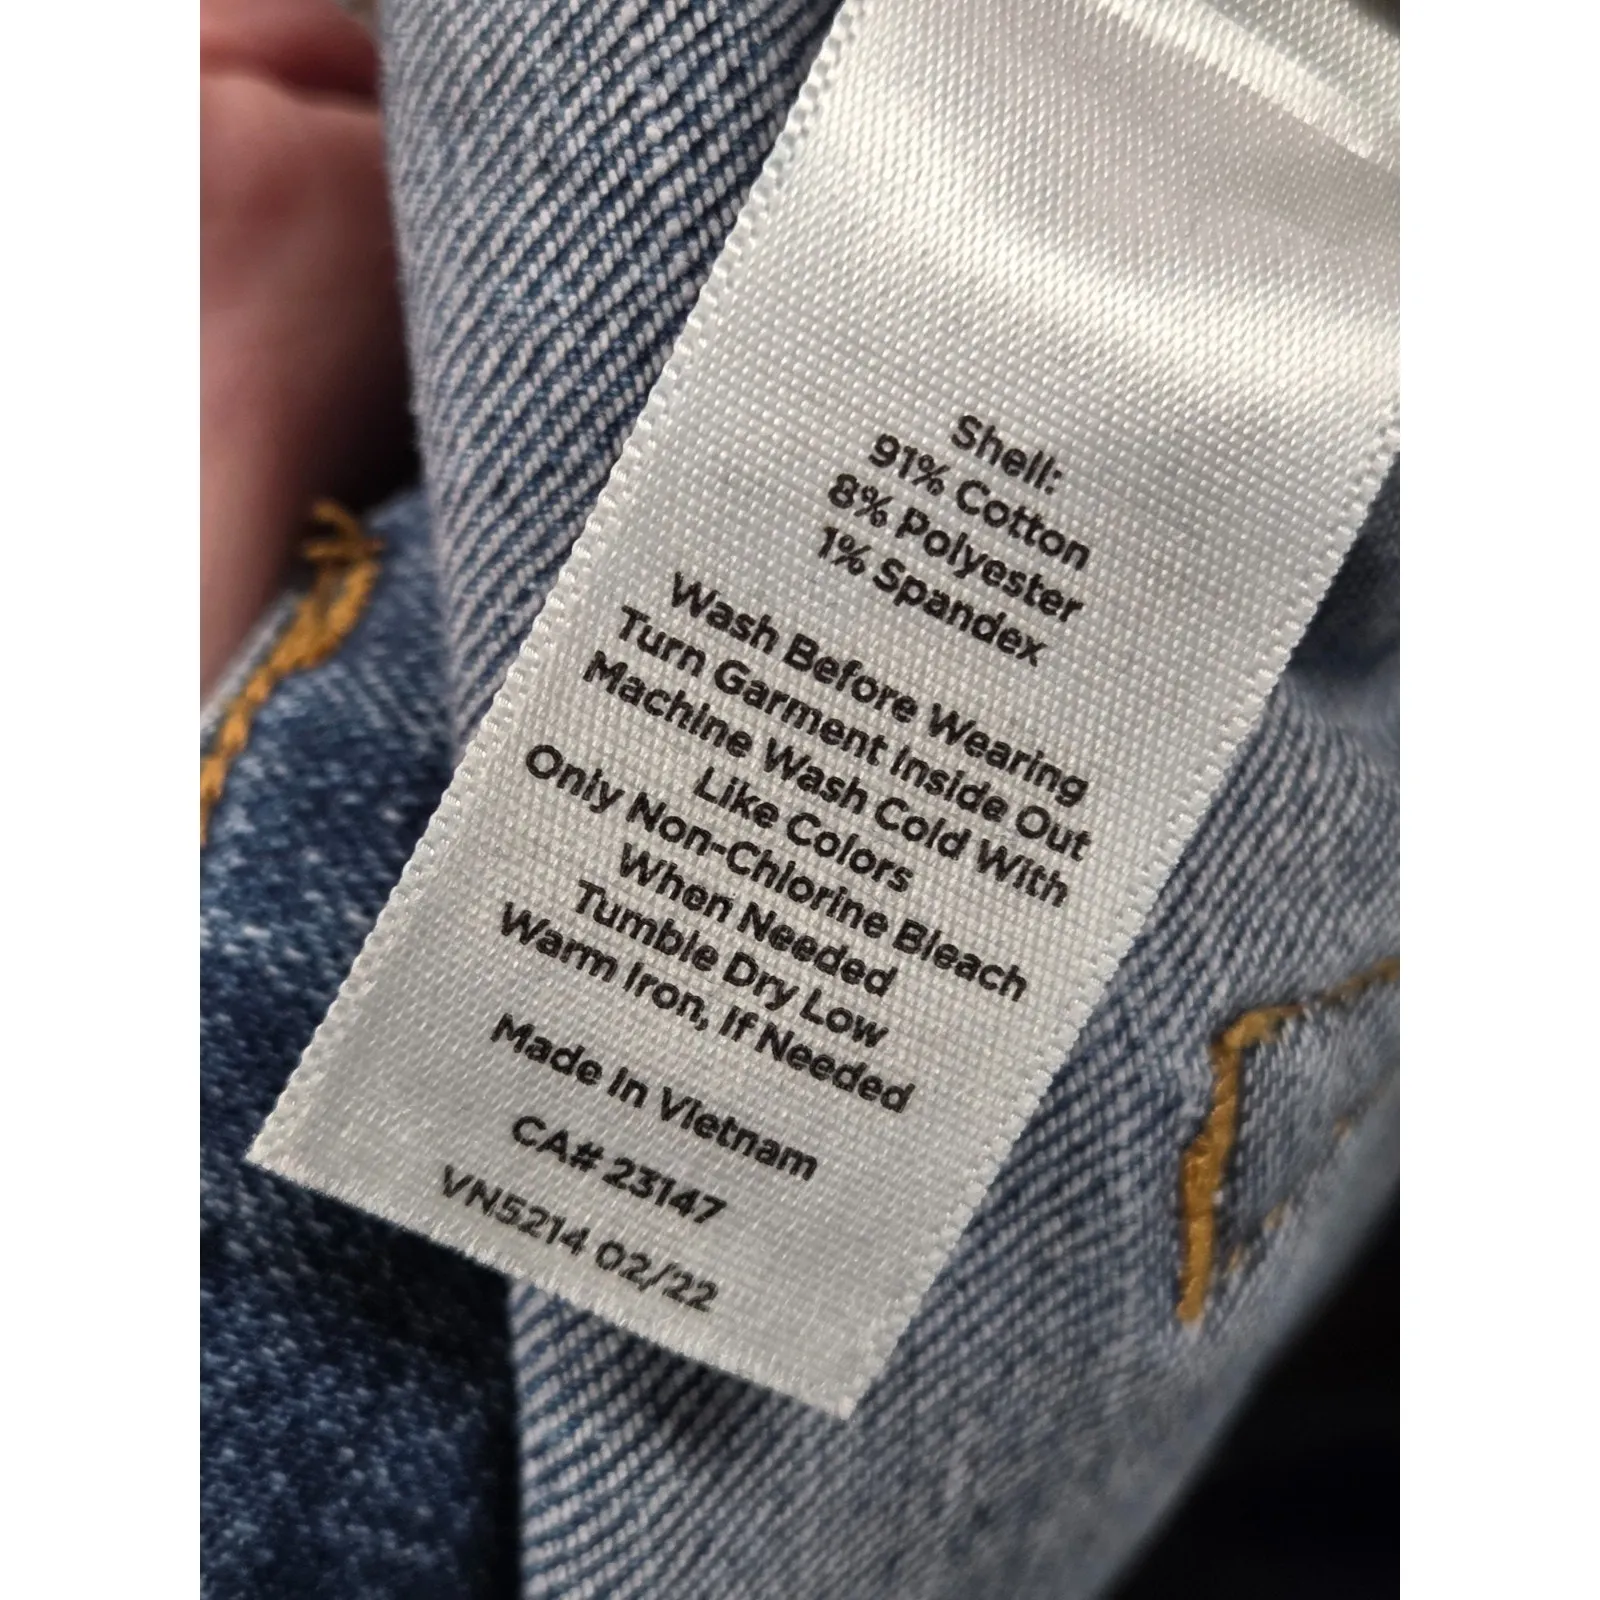 Shell:
91% Cotton
8% Polyester
1% Spandex
Wash Before Wearing
Turn Garment Inside Out
Machine Wash Cold With
Like Colors
Only Non-Chlorine Bleach
When Needed
Tumble Dry Low
Warm Iron, If Needed
Made In Vietnam
CA# 23147
VN5214 02/22